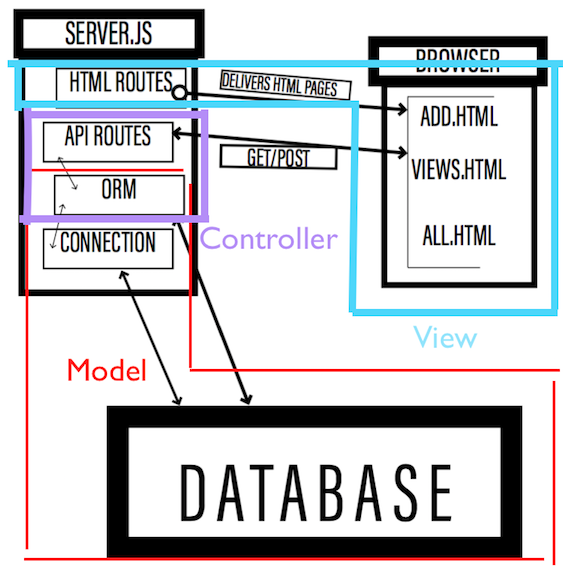 SERVER.JS
BROWSER
HTML ROUTES
DELIVERS HTML PAGES
ADD.HTML
API ROUTES
GET/POST
VIEWS.HTML
ORM
CONNECTION
Controller
ALL.HTML
View
Model
DATABASE